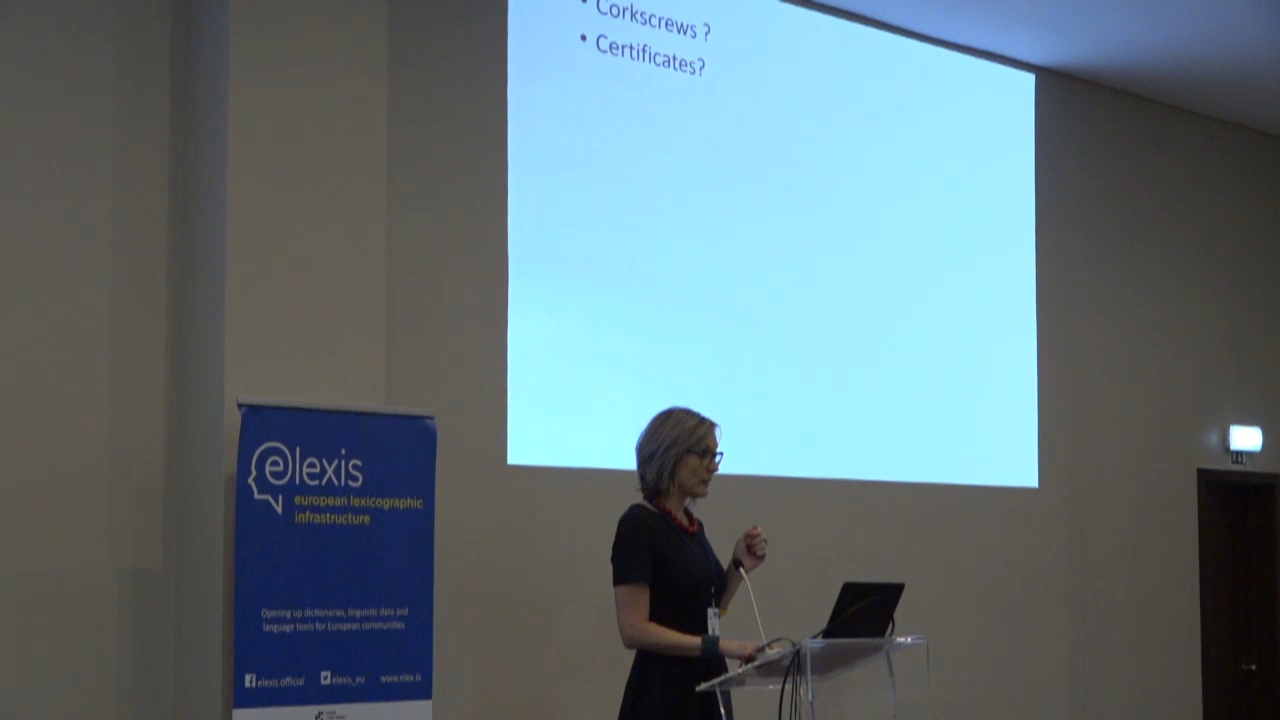 • Corkscrews ?
• Certificates?
elexis
european lexicographic
infrastructure
Opening up dictionaries, linguistic data and
language tools for European communities
elexis.official
elexis_eu
www.elex.is